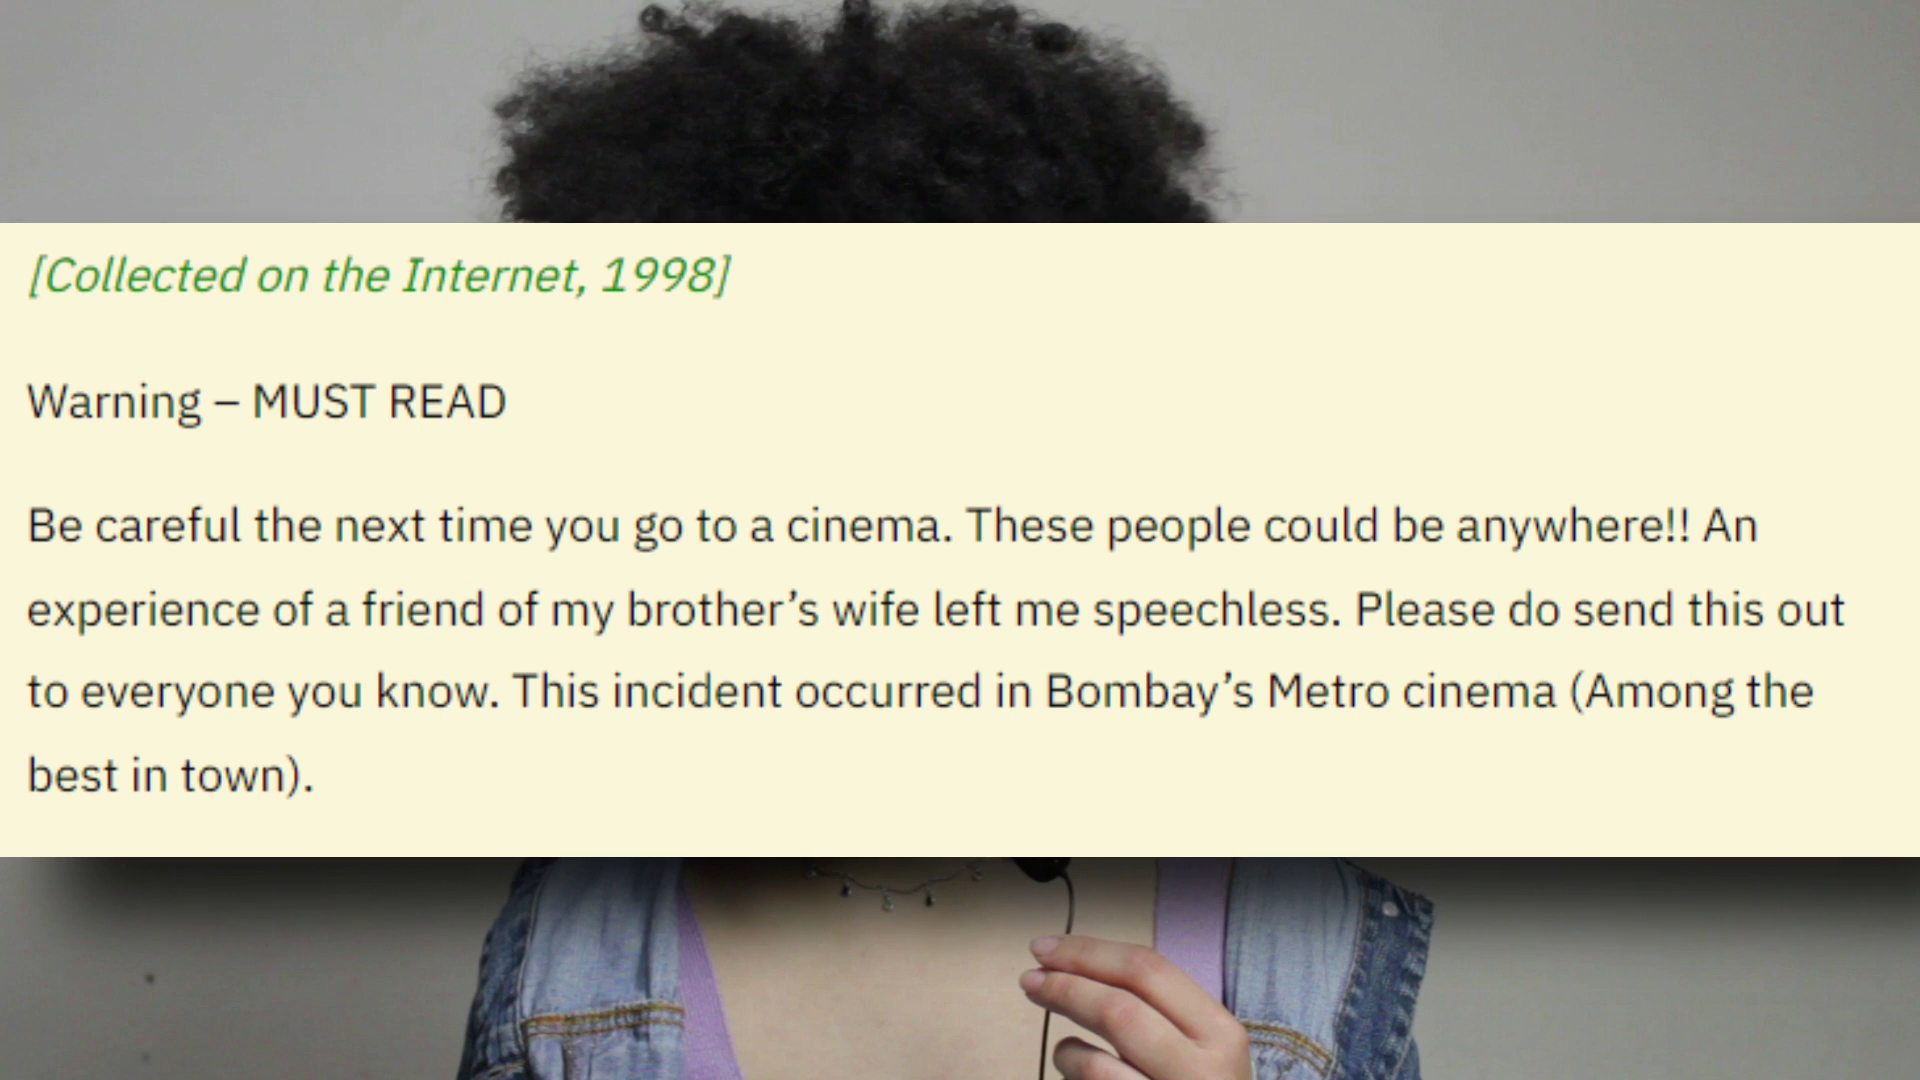 [Collected on the Internet, 1998]
Warning – MUST READ
Be careful the next time you go to a cinema. These people could be anywhere!! An
experience of a friend of my brother’s wife left me speechless. Please do send this out
to everyone you know. This incident occurred in Bombay’s Metro cinema (Among the
best in town).